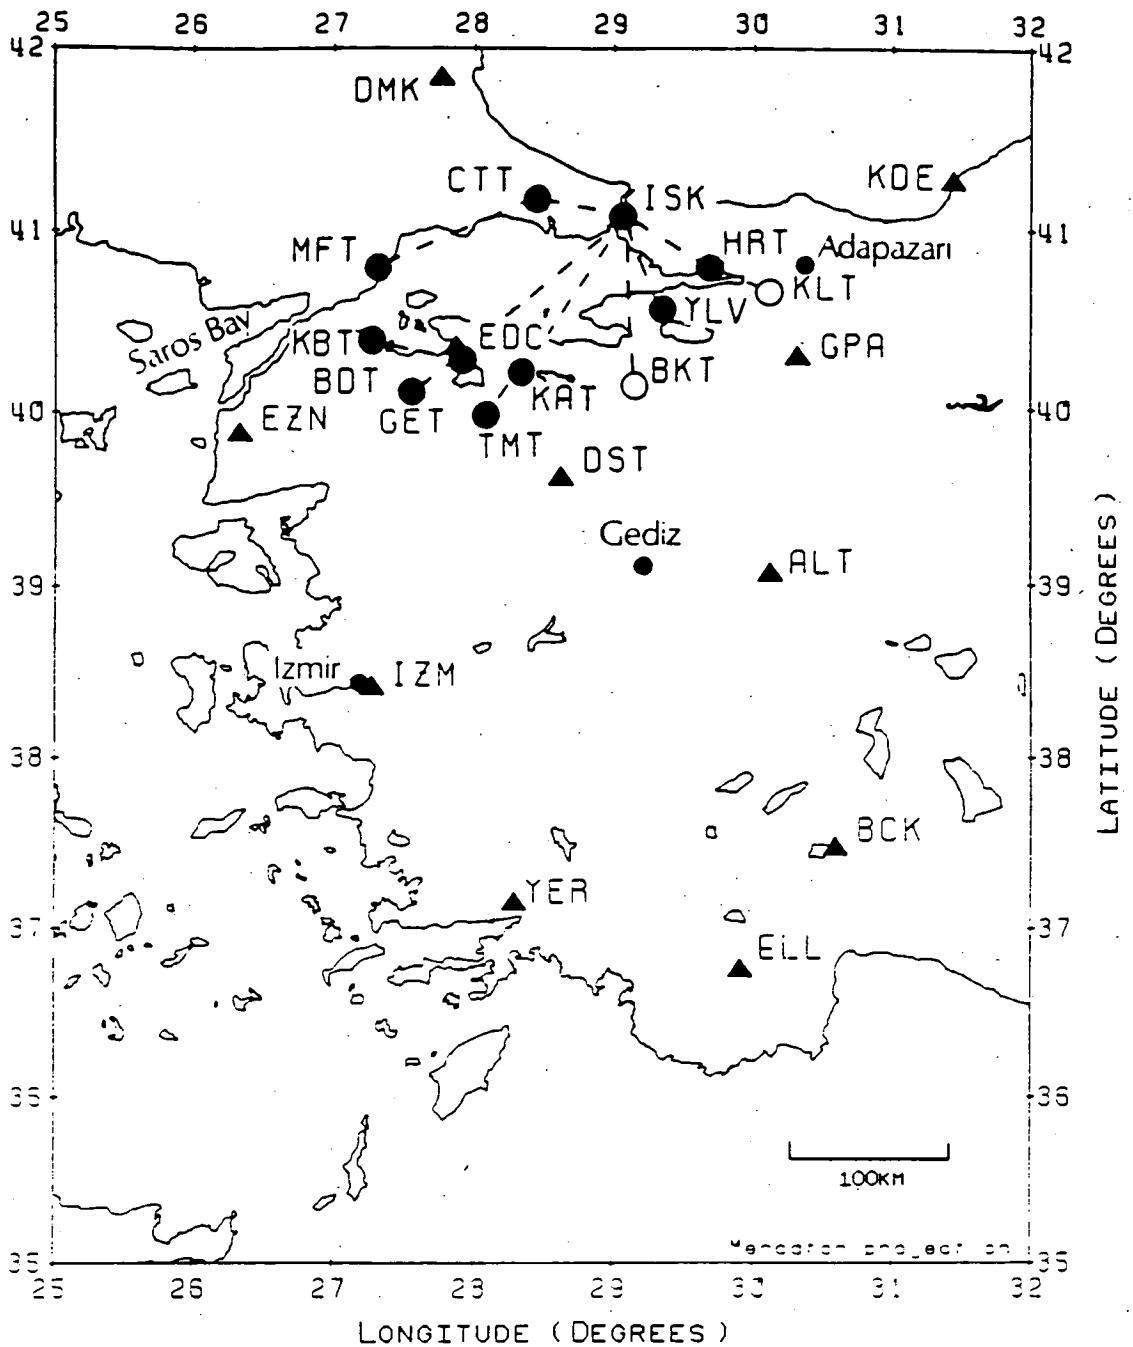 25 26 27 28 29 30 31 32
42 42
DMK
CTT ISK KDE
41 41
MFT HRT Adapazarı
KLT
YLV
Saros Bay KBT EDC GPA
BDT BKT
KAT
40 GET 40
EZN TMT
DST
Gediz
39 ALT 39
Izmir IZM
38 38
BCK
YER
37 37
ELL
36 36
100KM
Mercator projection
35 35
25 26 27 28 29 30 31 32
LONGITUDE (DEGREES)
LATITUDE (DEGREES)